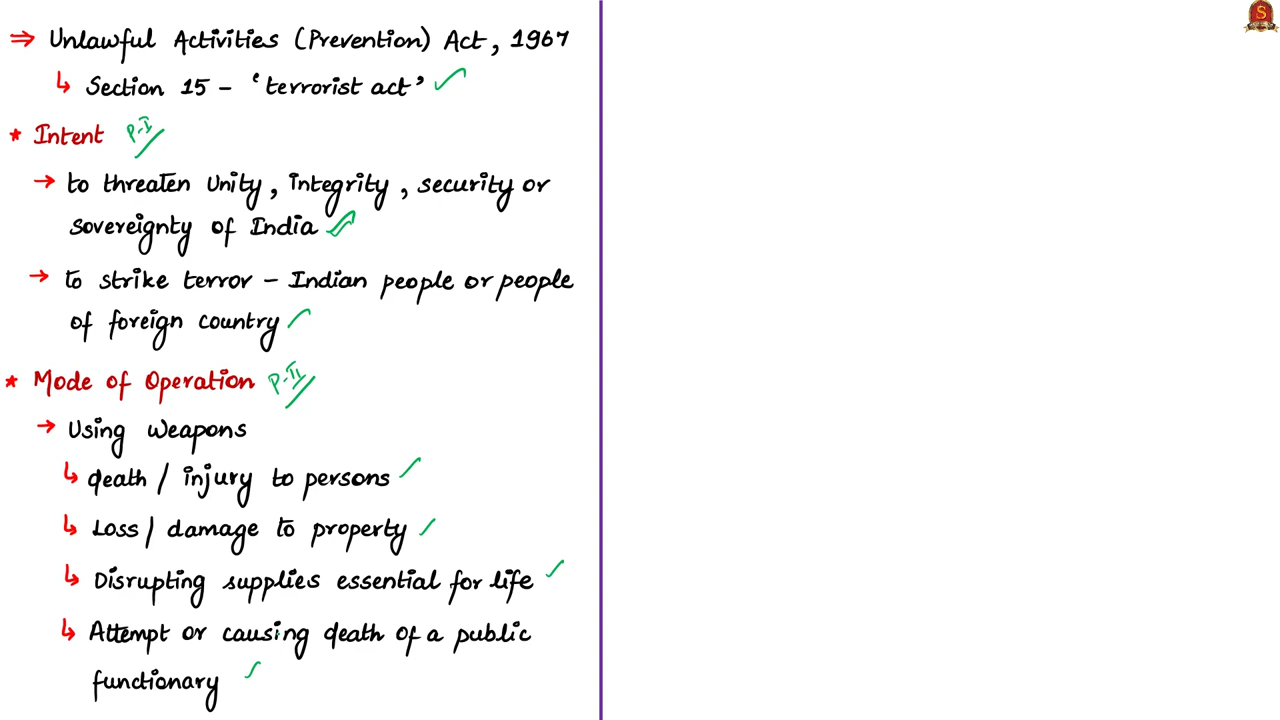 ⇒ Unlawful Activities (Prevention) Act, 1967
↳ Section 15 - 'terrorist act' ✓
* Intent P-I
→ to threaten Unity, integrity, security or
sovereignty of India ✓
→ to strike terror - Indian people or people
of foreign country ✓
* Mode of Operation P-II
→ Using weapons
↳ death / injury to persons ✓
↳ Loss / damage to property ✓
↳ Disrupting supplies essential for life ✓
↳ Attempt or causing death of a public
functionary ✓
S